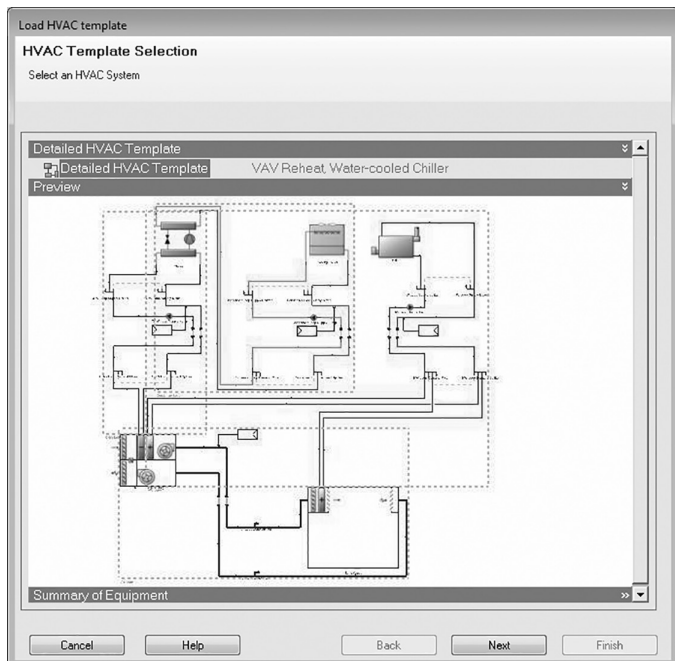 Load HVAC template
HVAC Template Selection
Select an HVAC System
Detailed HVAC Template
Detailed HVAC Template VAV Reheat, Water-cooled Chiller
Preview
Summary of Equipment
Cancel Help Back Next Finish